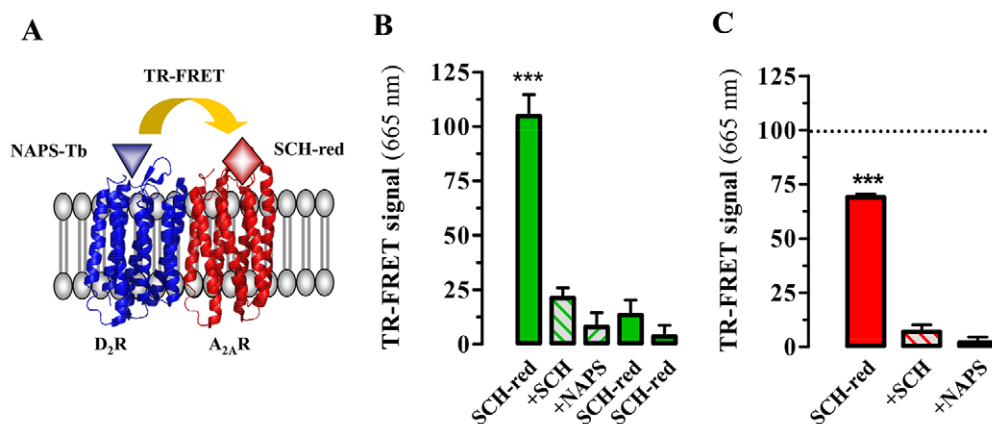 A
TR-FRET
NAPS-Tb
SCH-red
D2R
A2AR
B
TR-FRET signal (665 nm)
125
100
75
50
25
0
***
SCH-red
+SCH
+NAPS
SCH-red
SCH-red
C
TR-FRET signal (665 nm)
125
100
75
50
25
0
***
SCH-red
+SCH
+NAPS